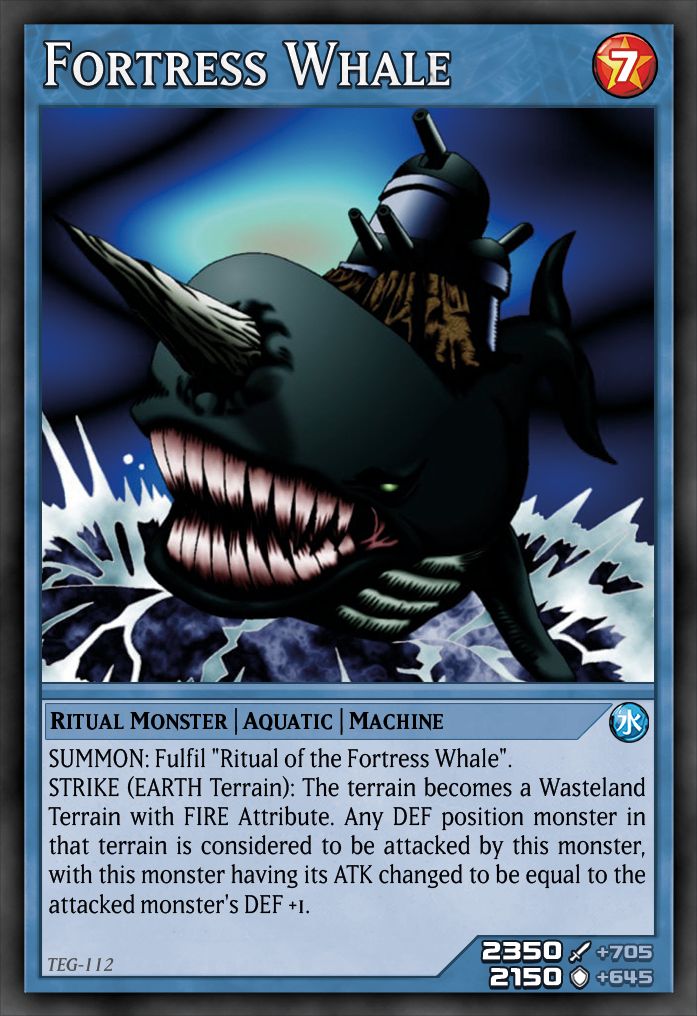 FORTRESS WHALE
7
RITUAL MONSTER | AQUATIC | MACHINE
水
SUMMON: Fulfil "Ritual of the Fortress Whale".
STRIKE (EARTH Terrain): The terrain becomes a Wasteland
Terrain with FIRE Attribute. Any DEF position monster in
that terrain is considered to be attacked by this monster,
with this monster having its ATK changed to be equal to the
attacked monster's DEF +1.
TEG-112
2350 +705
2150 +645